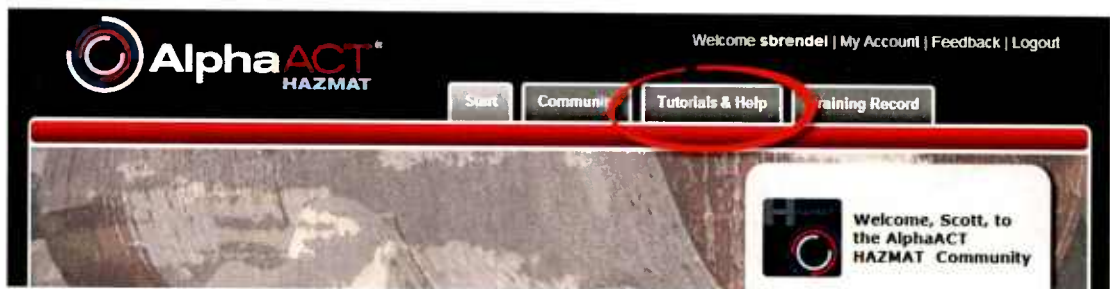 AlphaACT®
HAZMAT
Welcome sbrendel | My Account | Feedback | Logout
Start
Community
Tutorials & Help
Training Record
Welcome, Scott, to
the AlphaACT
HAZMAT Community